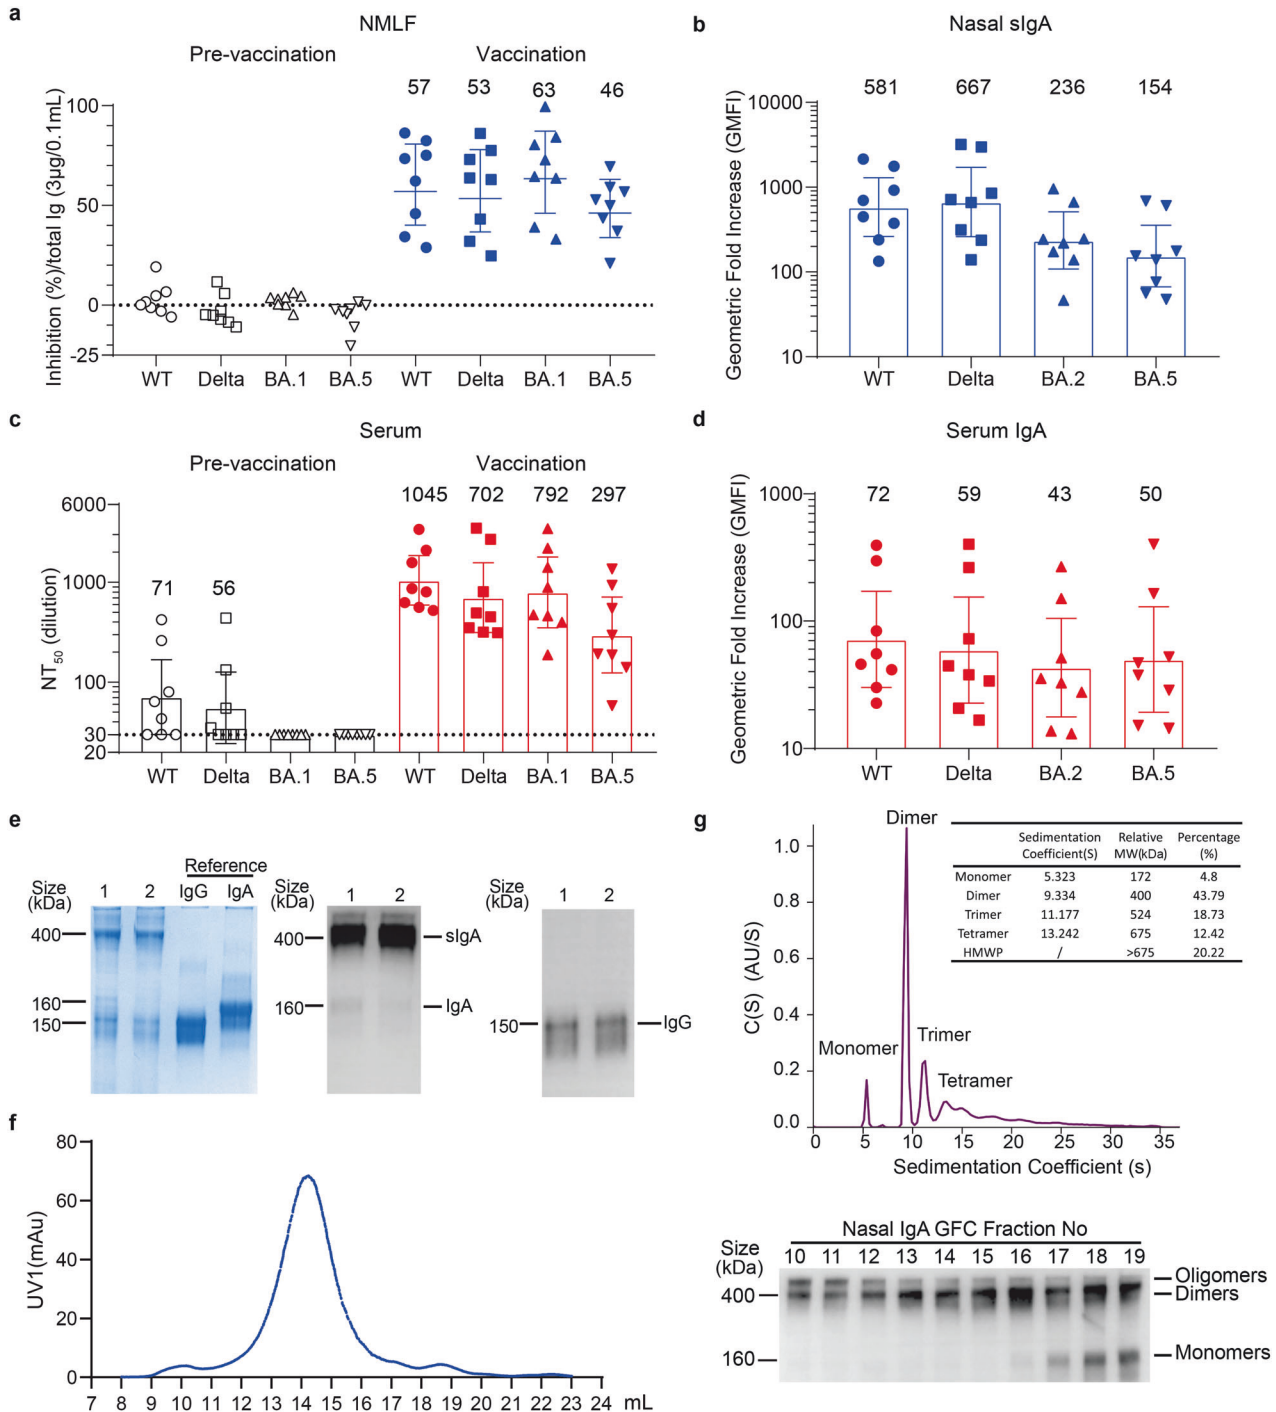 a
NMLF
Pre-vaccination Vaccination
57 53 63 46
Inhibition (%)/total Ig (3µg/0.1mL)
100
50
0
-25
WT Delta BA.1 BA.5 WT Delta BA.1 BA.5
b
Nasal sIgA
581 667 236 154
Geometric Fold Increase (GMFI)
10000
1000
100
10
WT Delta BA.2 BA.5
c
Serum
Pre-vaccination Vaccination
71 56 1045 702 792 297
NT50 (dilution)
6000
1000
100
30
20
WT Delta BA.1 BA.5 WT Delta BA.1 BA.5
d
Serum IgA
72 59 43 50
Geometric Fold Increase (GMFI)
1000
100
10
WT Delta BA.2 BA.5
e
Reference
Size (kDa) 1 2 IgG IgA
400
160
150
Size (kDa) 1 2
400 sIgA
160 IgA
Size (kDa) 1 2
150 IgG
f
UV1(mAu)
80
60
40
20
0
7 8 9 10 11 12 13 14 15 16 17 18 19 20 21 22 23 24 mL
g
Dimer
Monomer
Trimer
Tetramer
C(S) (AU/S)
1.0
0.8
0.6
0.4
0.2
0.0
0 5 10 15 20 25 30 35
Sedimentation Coefficient (s)
Sedimentation Coefficient(S) Relative MW(kDa) Percentage (%)
Monomer 5.323 172 4.8
Dimer 9.334 400 43.79
Trimer 11.177 524 18.73
Tetramer 13.242 675 12.42
HMWP / >675 20.22
Nasal IgA GFC Fraction No
Size (kDa) 10 11 12 13 14 15 16 17 18 19
Oligomers
400 Dimers
160 Monomers